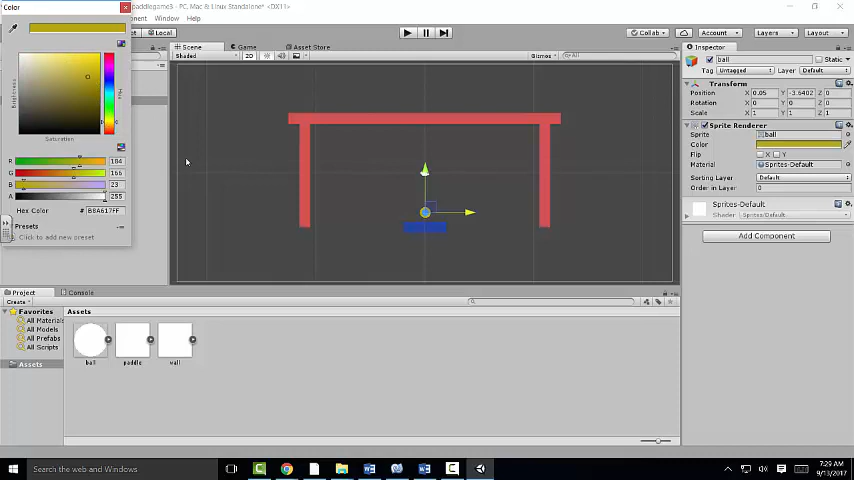 Color
paddlegame3 - PC, Mac & Linux Standalone* <DX11>
Window Help
Local
Collab
Account
Layers
Layout
Scene
Game
Asset Store
Shaded
2D
Gizmos
All
Brightness
Hue
Saturation
R 184
G 166
B 23
A 255
Hex Color # B8A617FF
Presets
Click to add new preset
Inspector
ball
Static
Tag Untagged Layer Default
Transform
Position X 0.05 Y -3.6402 Z 0
Rotation X 0 Y 0 Z 0
Scale X 1 Y 1 Z 1
Sprite Renderer
Sprite ball
Color
Flip X Y
Material Sprites-Default
Sorting Layer Default
Order in Layer 0
Sprites-Default
Shader Sprites/Default
Add Component
Project
Console
Create
Favorites
All Materials
All Models
All Prefabs
All Scripts
Assets
Assets
ball
paddle
wall
Search the web and Windows
7:29 AM
9/13/2017